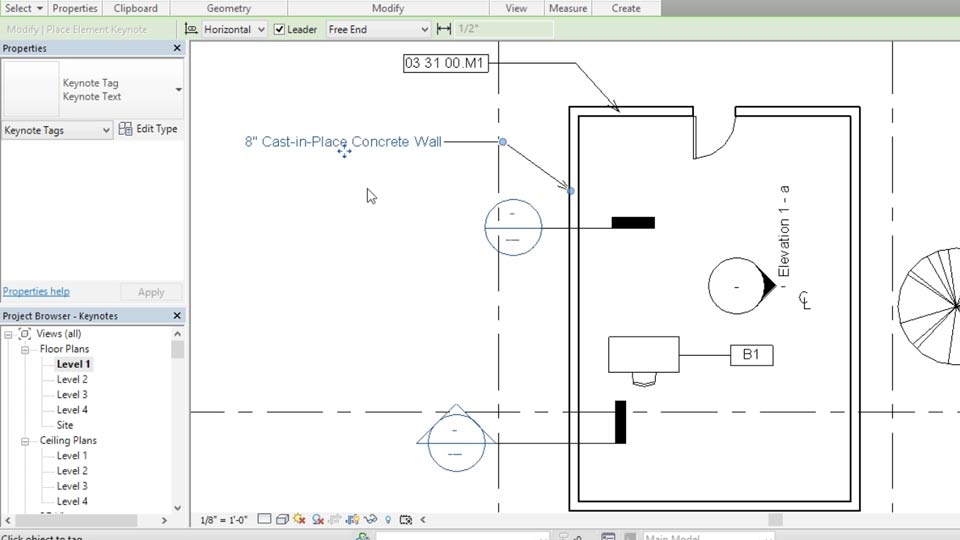 Select Properties Clipboard Geometry Modify View Measure Create
Modify | Place Element Keynote Horizontal Leader Free End 1/2"
Properties
Keynote Tag
Keynote Text
Keynote Tags Edit Type
Properties help Apply
Project Browser - Keynotes
Views (all)
Floor Plans
Level 1
Level 2
Level 3
Level 4
Site
Ceiling Plans
Level 1
Level 2
Level 3
Level 4
03 31 00.M1
8" Cast-in-Place Concrete Wall
Elevation 1 - a
B1
1/8" = 1'-0"
Click object to tag
Main Model